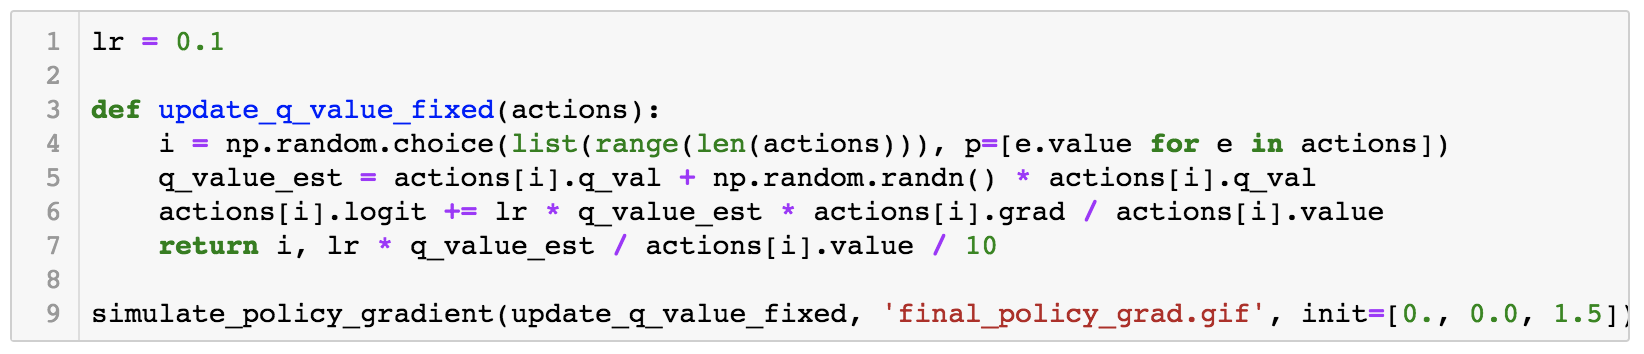 1 lr = 0.1
2
3 def update_q_value_fixed(actions):
4     i = np.random.choice(list(range(len(actions))), p=[e.value for e in actions])
5     q_value_est = actions[i].q_val + np.random.randn() * actions[i].q_val
6     actions[i].logit += lr * q_value_est * actions[i].grad / actions[i].value
7     return i, lr * q_value_est / actions[i].value / 10
8
9 simulate_policy_gradient(update_q_value_fixed, 'final_policy_grad.gif', init=[0., 0.0, 1.5])